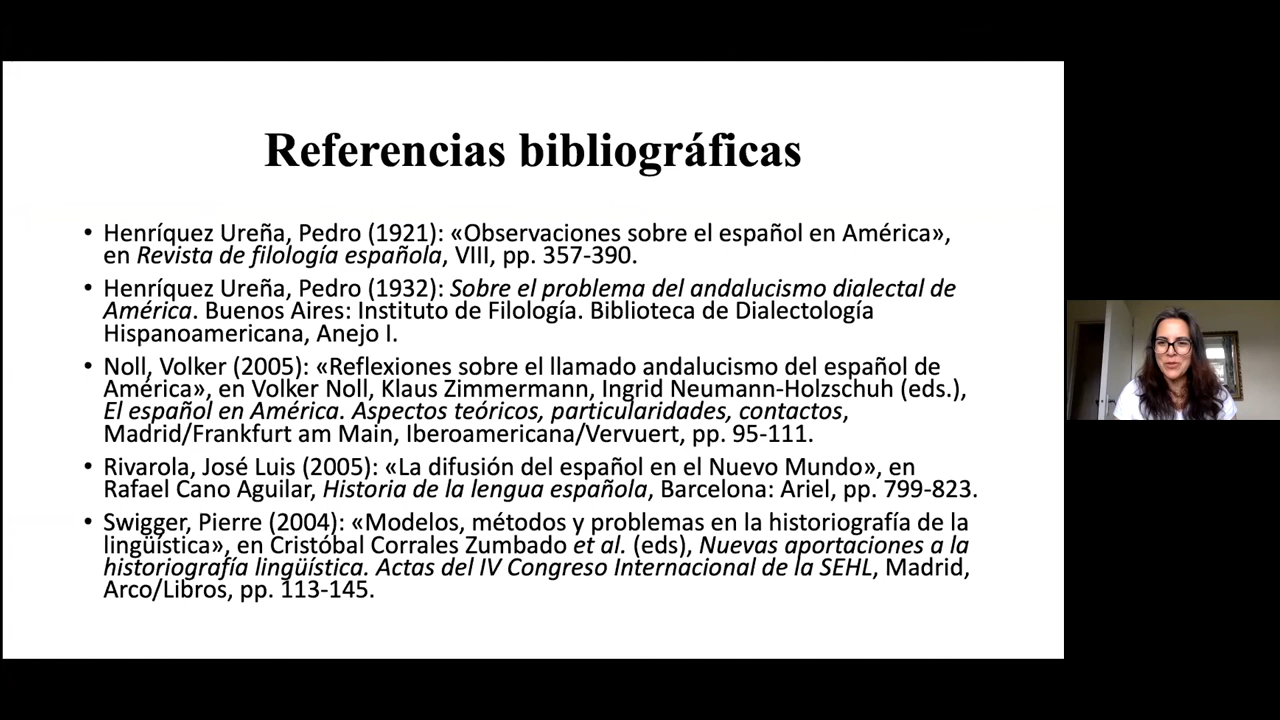 Referencias bibliográficas
• Henríquez Ureña, Pedro (1921): «Observaciones sobre el español en América»,
en Revista de filología española, VIII, pp. 357-390.
• Henríquez Ureña, Pedro (1932): Sobre el problema del andalucismo dialectal de
América. Buenos Aires: Instituto de Filología. Biblioteca de Dialectología
Hispanoamericana, Anejo I.
• Noll, Volker (2005): «Reflexiones sobre el llamado andalucismo del español de
América», en Volker Noll, Klaus Zimmermann, Ingrid Neumann-Holzschuh (eds.),
El español en América. Aspectos teóricos, particularidades, contactos,
Madrid/Frankfurt am Main, Iberoamericana/Vervuert, pp. 95-111.
• Rivarola, José Luis (2005): «La difusión del español en el Nuevo Mundo», en
Rafael Cano Aguilar, Historia de la lengua española, Barcelona: Ariel, pp. 799-823.
• Swigger, Pierre (2004): «Modelos, métodos y problemas en la historiografía de la
lingüística», en Cristóbal Corrales Zumbado et al. (eds), Nuevas aportaciones a la
historiografía lingüística. Actas del IV Congreso Internacional de la SEHL, Madrid,
Arco/Libros, pp. 113-145.